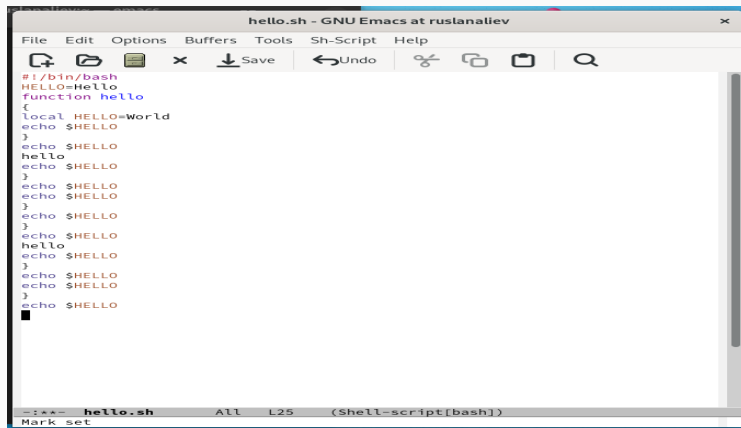 hello.sh - GNU Emacs at ruslanaliev
File Edit Options Buffers Tools Sh-Script Help
Save Undo
#!/bin/bash
HELLO=Hello
function hello
{
local HELLO=World
echo $HELLO
}
echo $HELLO
hello
echo $HELLO
}
echo $HELLO
echo $HELLO
}
echo $HELLO
}
echo $HELLO
hello
echo $HELLO
}
echo $HELLO
echo $HELLO
}
echo $HELLO
-:**- hello.sh All L25 (Shell-script[bash])
Mark set